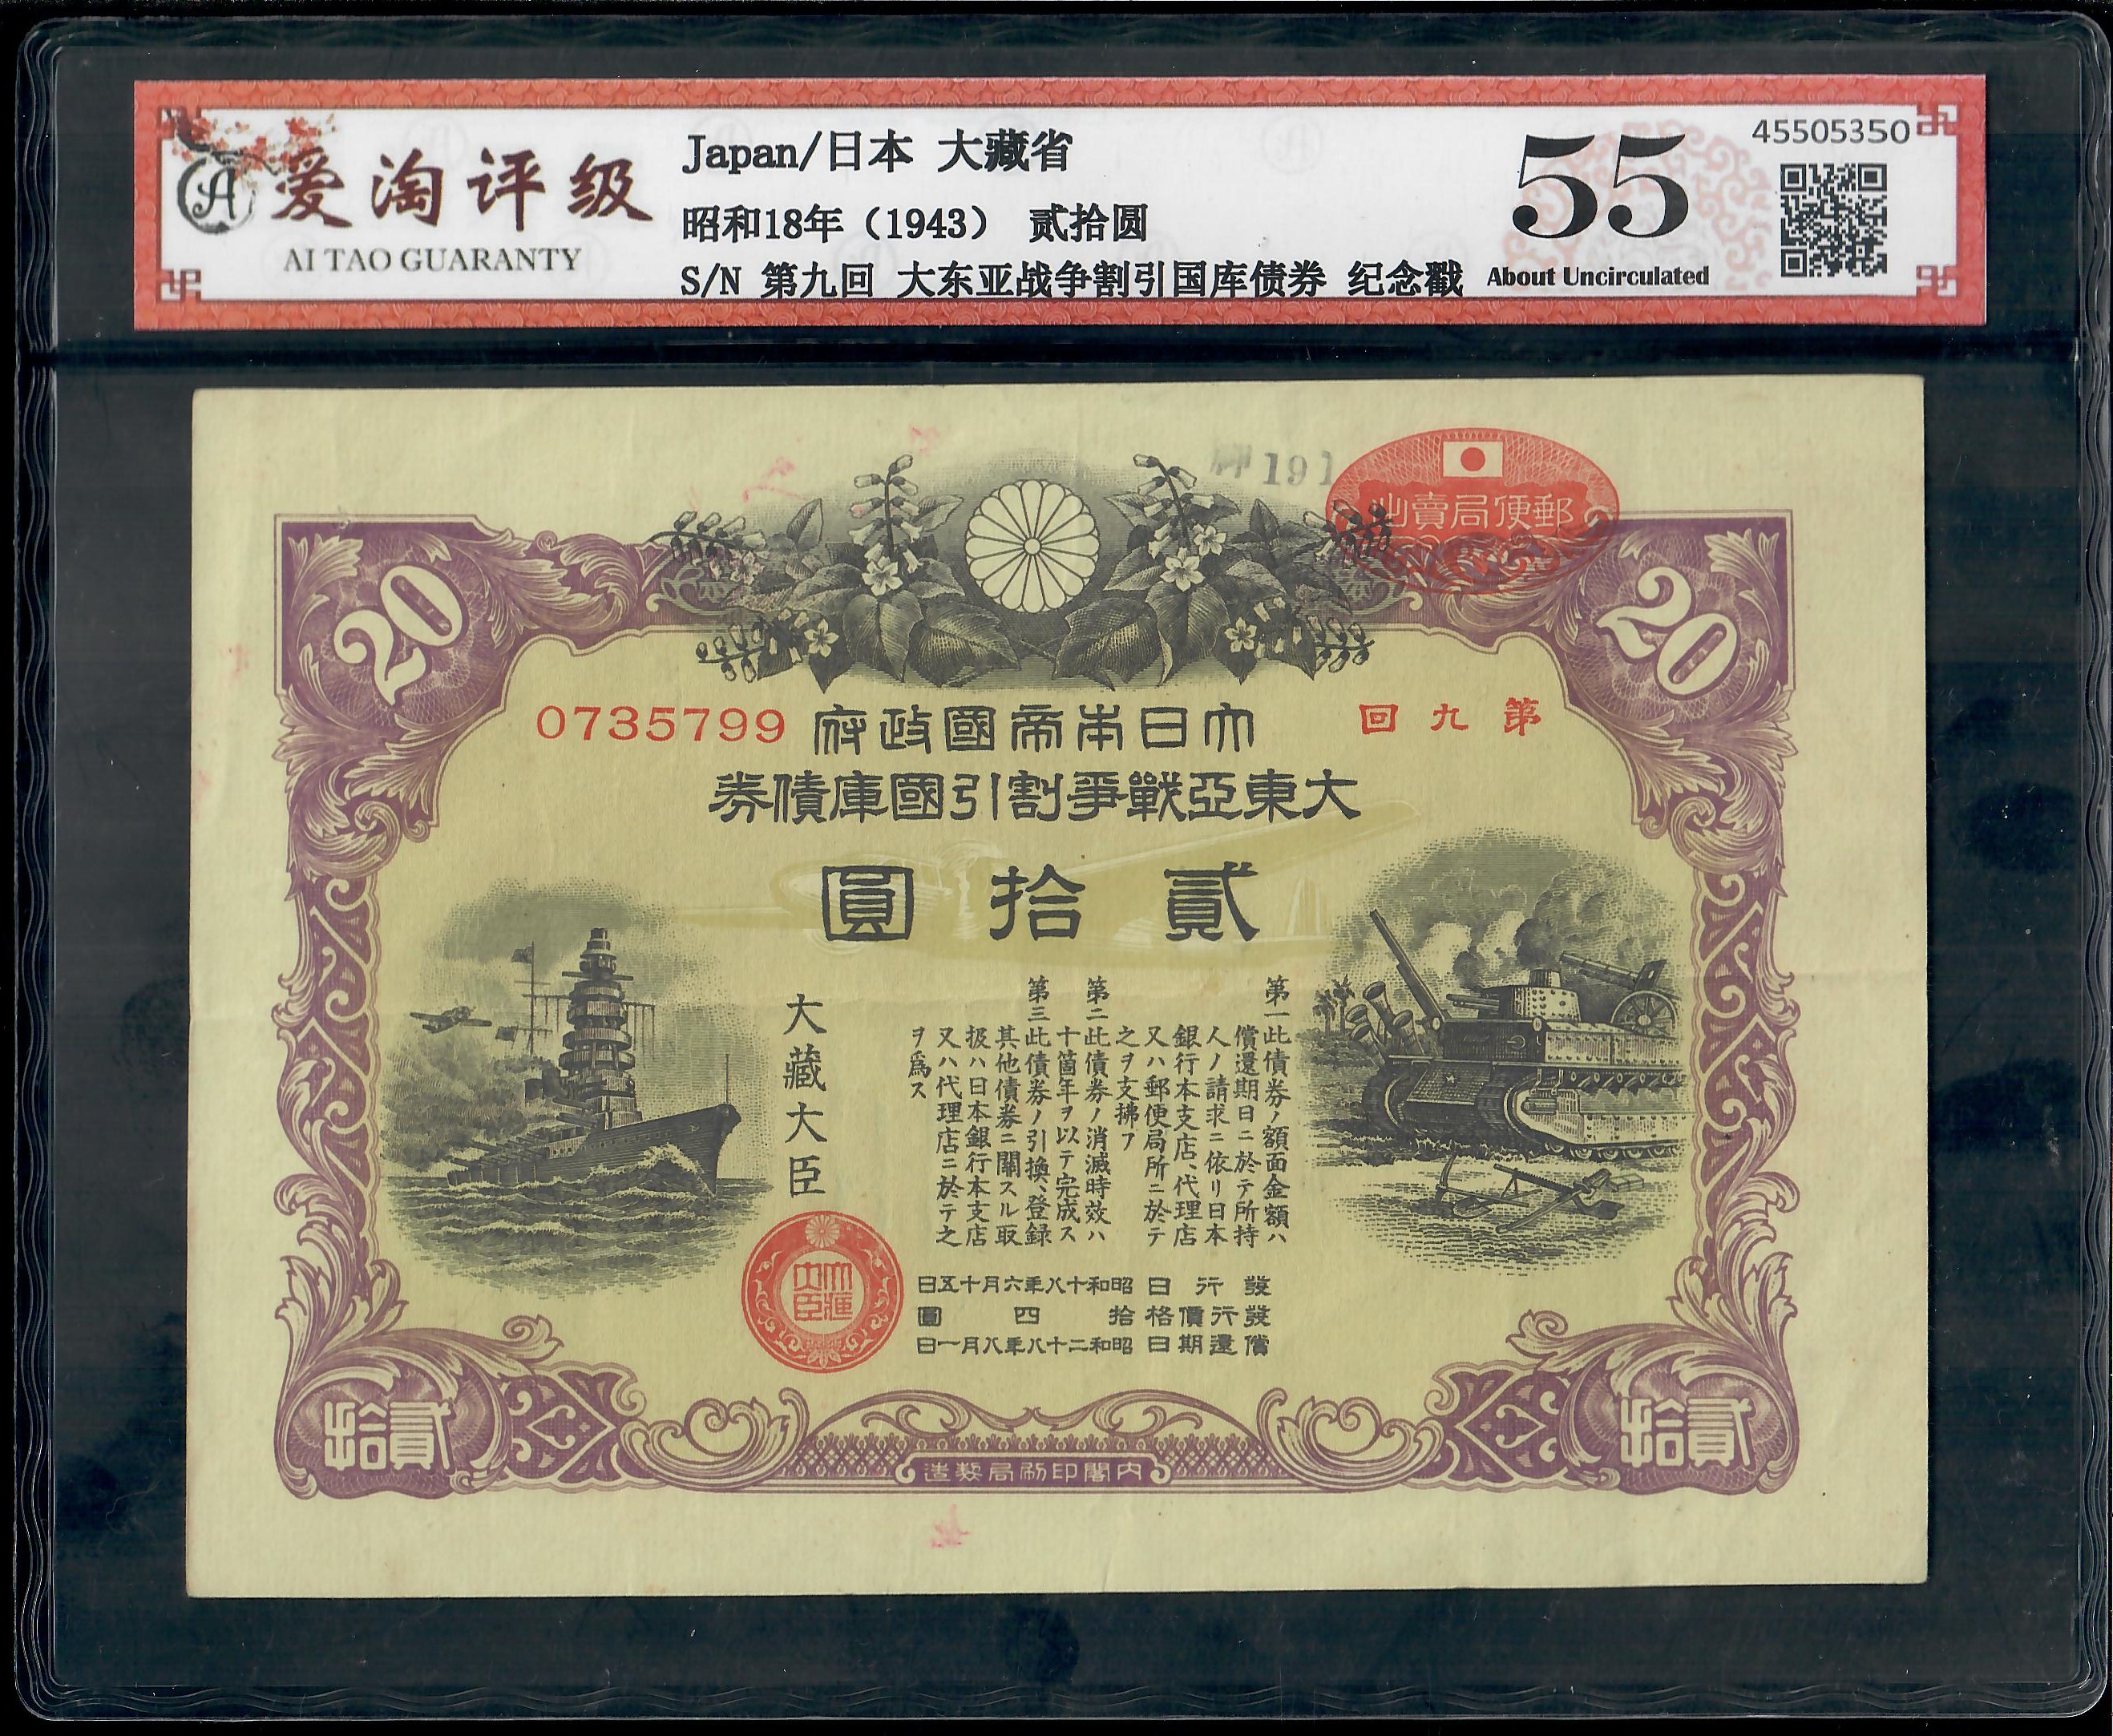 爱淘评级
AI TAO GUARANTY
Japan/日本 大藏省
昭和18年（1943） 贰拾圆
S/N 第九回 大东亚战争割引国库债券 纪念戳
55
About Uncirculated
45505350
191
郵便局賣出
20
20
第九回
大日本帝國政府
0735799
大東亞戰爭割引國庫債券
貳拾圓
第一 此債券ノ額面金額ハ
償還期日ニ於テ所持
人ノ請求ニ依リ日本
銀行本支店、代理店
又ハ郵便局所ニ於テ
之ヲ支拂フ
第二 此債券ノ消滅時效ハ
十箇年ヲ以テ完成ス
第三 此債券ノ引換、登録
其他債券ニ關スル取
扱ハ日本銀行本支店
又ハ代理店ニ於テ之
ヲ爲ス
大藏大臣
大藏大臣
發行日 昭和十八年六月十五日
發行價格 拾四圓
償還期日 昭和二十八年八月一日
貳拾
貳拾
內閣印刷局製造